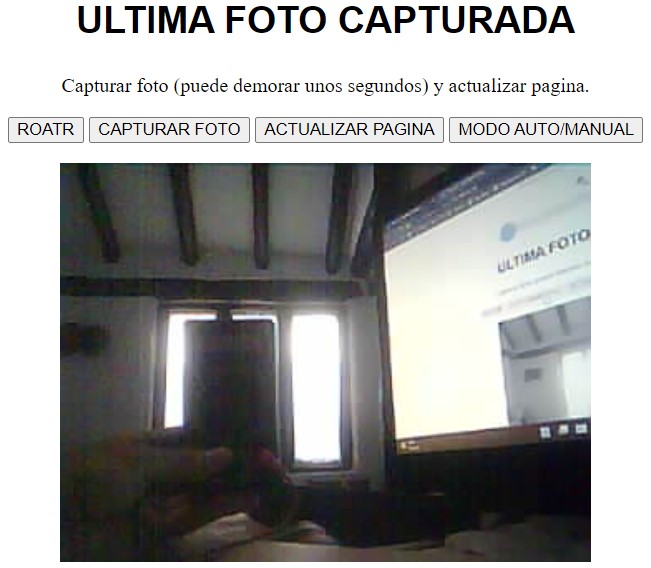 ULTIMA FOTO CAPTURADA
Capturar foto (puede demorar unos segundos) y actualizar pagina.
ROATR CAPTURAR FOTO ACTUALIZAR PAGINA MODO AUTO/MANUAL
ULTIMA FOTO